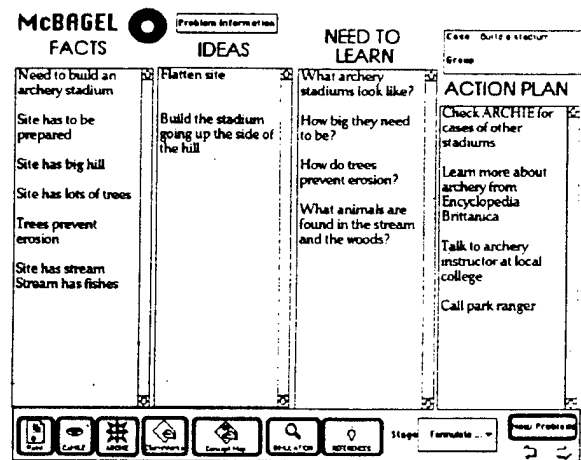 McBAGEL
Problem Information
FACTS
IDEAS
NEED TO
LEARN
Case Build a stadium
Group
ACTION PLAN
Need to build an
archery stadium
Site has to be
prepared
Site has big hill
Site has lots of trees
Trees prevent
erosion
Site has stream
Stream has fishes
Flatten site
Build the stadium
going up the side of
the hill
What archery
stadiums look like?
How big they need
to be?
How do trees
prevent erosion?
What animals are
found in the stream
and the woods?
Check ARCHIE for
cases of other
stadiums
Learn more about
archery from
Encyclopedia
Brittanica
Talk to archery
instructor at local
college
Call park ranger
CaMILE
ARCHIE
Concept Map
SIMULATION
REFERENCES
Stage
Formulate ...
New Problem